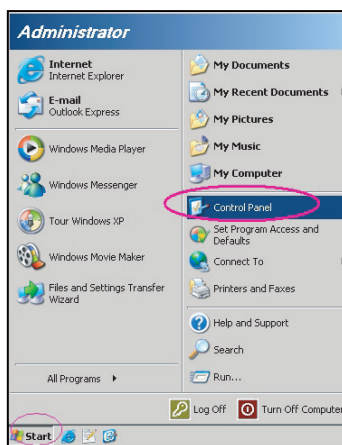 Administrator
Internet
Internet Explorer
E-mail
Outlook Express
Windows Media Player
Windows Messenger
Tour Windows XP
Windows Movie Maker
Files and Settings Transfer
Wizard
All Programs
My Documents
My Recent Documents
My Pictures
My Music
My Computer
Control Panel
Set Program Access and
Defaults
Connect To
Printers and Faxes
Help and Support
Search
Run...
Log Off
Turn Off Computer
Start